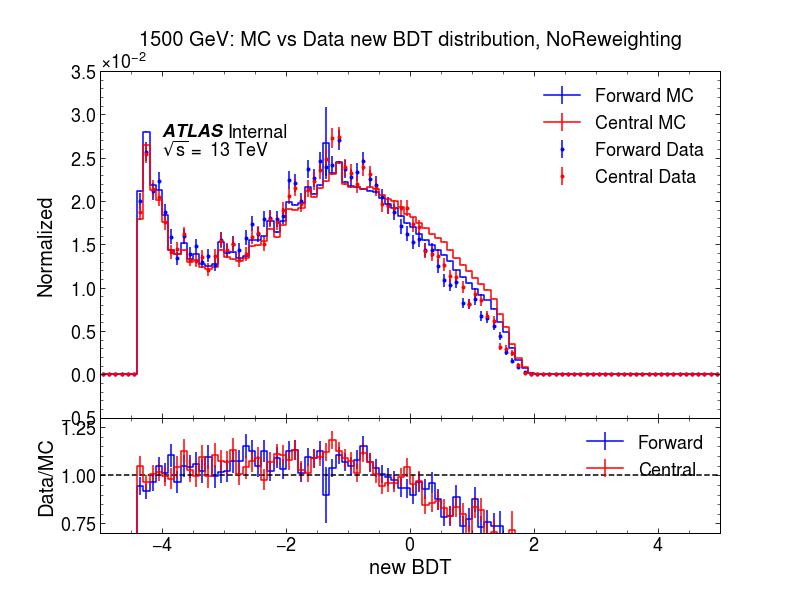 1500 GeV: MC vs Data new BDT distribution, NoReweighting
×10⁻²
3.5
3.0
2.5
2.0
1.5
1.0
0.5
0.0
0.5
Normalized
ATLAS Internal
√s = 13 TeV
Forward MC
Central MC
Forward Data
Central Data
1.25
1.00
0.75
Data/MC
Forward
Central
−4 −2 0 2 4
new BDT